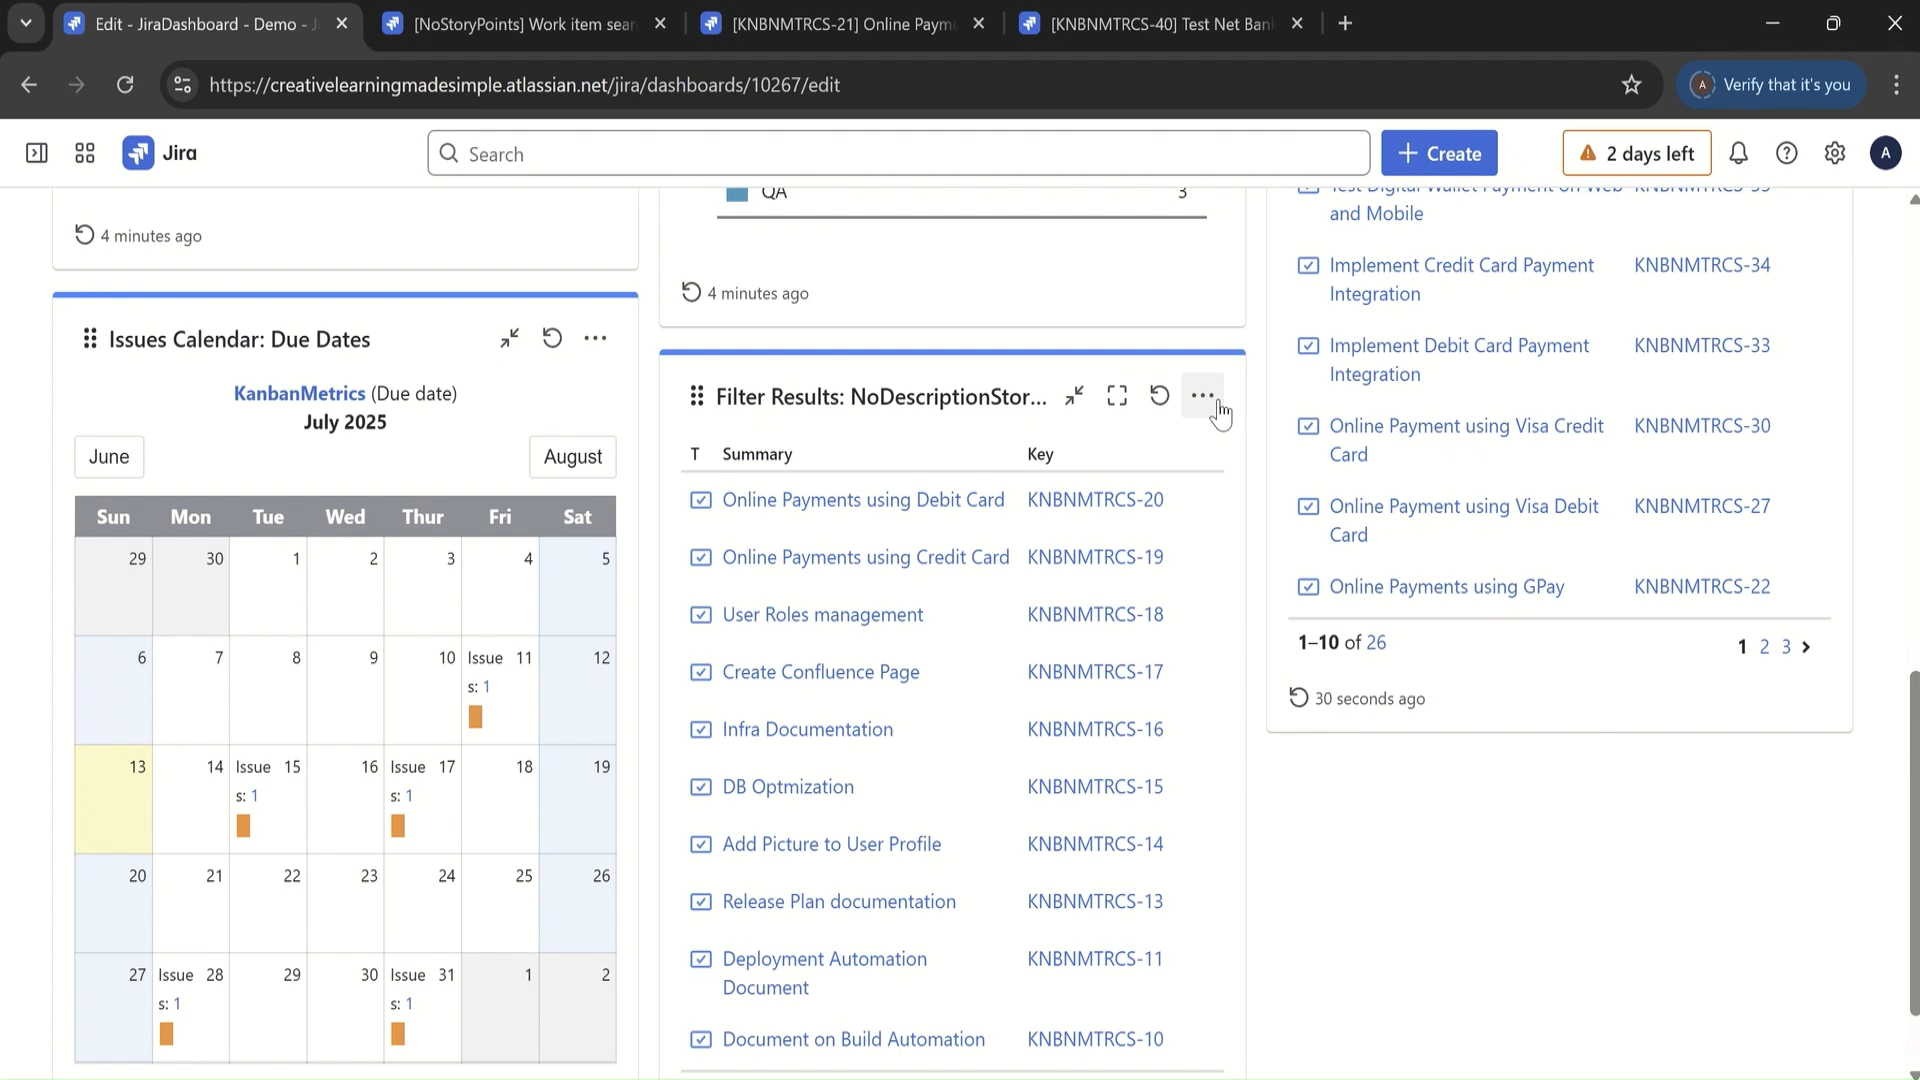 Edit - JiraDashboard - Demo - J
[NoStoryPoints] Work item sear
[KNBNMTRCS-21] Online Paym
[KNBNMTRCS-40] Test Net Ban
https://creativelearningmadesimple.atlassian.net/jira/dashboards/10267/edit
A
Verify that it's you
Jira
Search
+ Create
2 days left
A
4 minutes ago
Issues Calendar: Due Dates
KanbanMetrics (Due date)
July 2025
June
August
Sun Mon Tue Wed Thur Fri Sat
29 30 1 2 3 4 5
6 7 8 9 10 Issue 11 12
s: 1
13 14 Issue 15 16 Issue 17 18 19
s: 1 s: 1
20 21 22 23 24 25 26
27 Issue 28 29 30 Issue 31 1 2
s: 1 s: 1
QA 3
4 minutes ago
Filter Results: NoDescriptionStor...
T Summary Key
Online Payments using Debit Card KNBNMTRCS-20
Online Payments using Credit Card KNBNMTRCS-19
User Roles management KNBNMTRCS-18
Create Confluence Page KNBNMTRCS-17
Infra Documentation KNBNMTRCS-16
DB Optmization KNBNMTRCS-15
Add Picture to User Profile KNBNMTRCS-14
Release Plan documentation KNBNMTRCS-13
Deployment Automation KNBNMTRCS-11
Document
Document on Build Automation KNBNMTRCS-10
Test Digital Wallet Payment on Web
and Mobile
Implement Credit Card Payment KNBNMTRCS-34
Integration
Implement Debit Card Payment KNBNMTRCS-33
Integration
Online Payment using Visa Credit KNBNMTRCS-30
Card
Online Payment using Visa Debit KNBNMTRCS-27
Card
Online Payments using GPay KNBNMTRCS-22
1–10 of 26 1 2 3
30 seconds ago